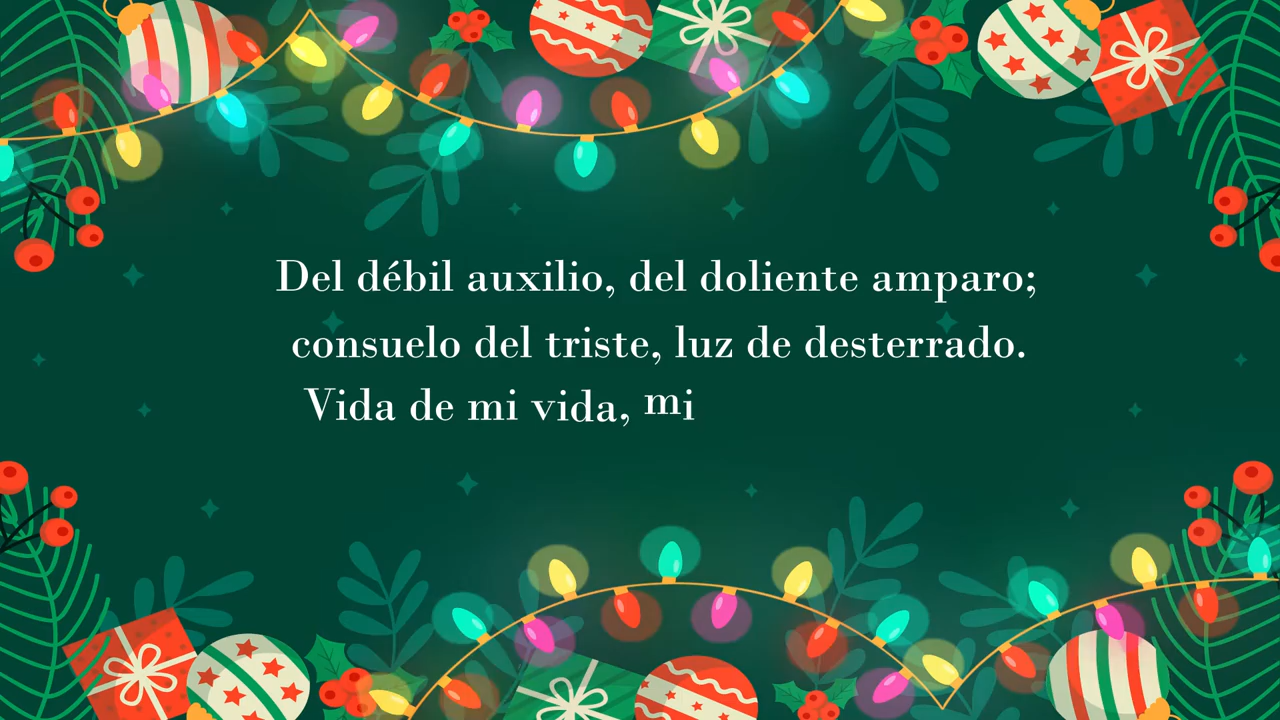 Del débil auxilio, del doliente amparo;
consuelo del triste, luz de desterrado.
Vida de mi vida, mi